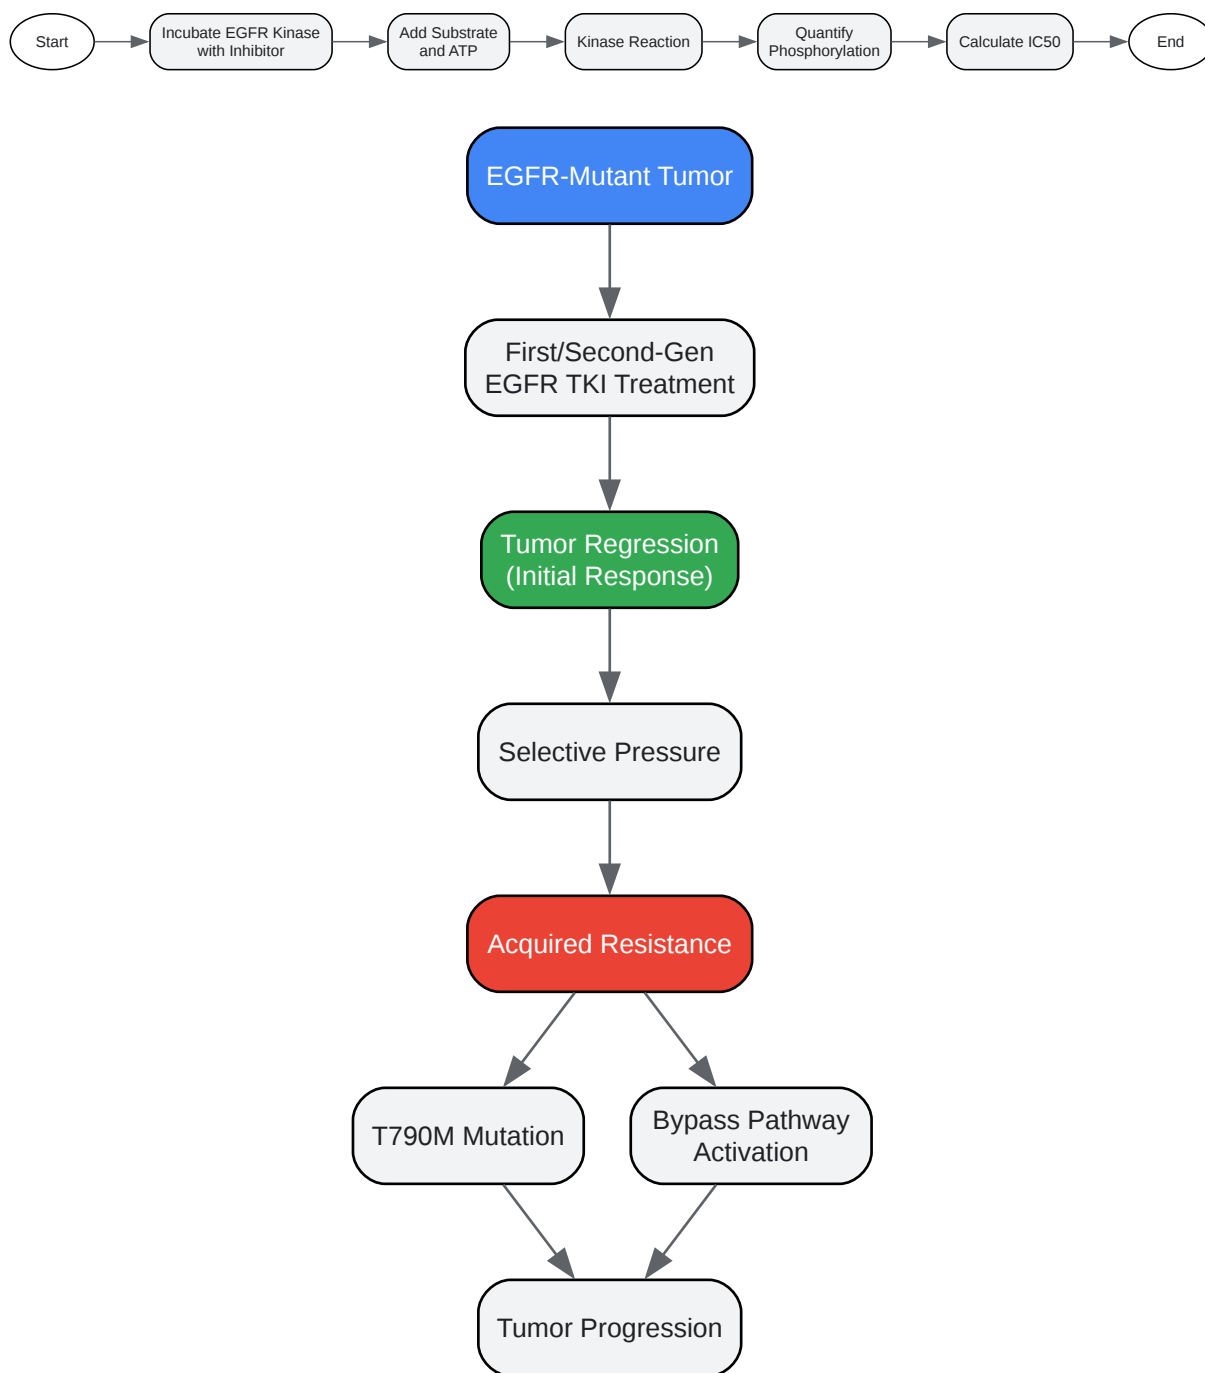 Start
Incubate EGFR Kinase
with Inhibitor
Add Substrate
and ATP
Kinase Reaction
Quantify
Phosphorylation
Calculate IC50
End
EGFR-Mutant Tumor
First/Second-Gen
EGFR TKI Treatment
Tumor Regression
(Initial Response)
Selective Pressure
Acquired Resistance
T790M Mutation
Bypass Pathway
Activation
Tumor Progression